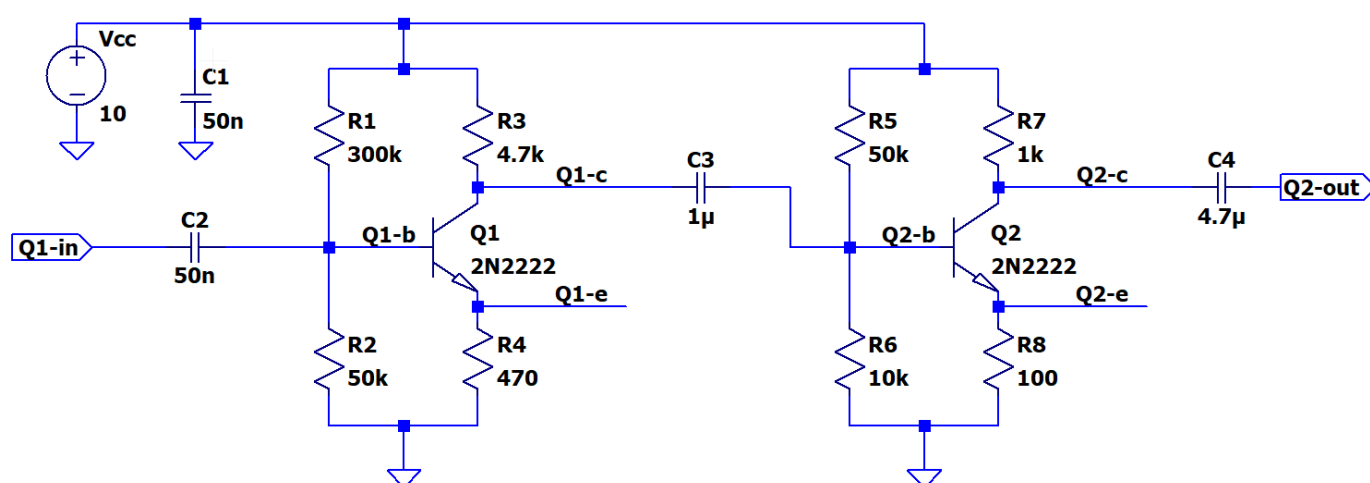 Vcc
10
C1
50n
R1
300k
R3
4.7k
Q1-c
C3
1µ
R5
50k
R7
1k
Q2-c
C4
4.7µ
Q2-out
Q1-in
C2
50n
Q1-b
Q1
2N2222
Q1-e
Q2-b
Q2
2N2222
Q2-e
R2
50k
R4
470
R6
10k
R8
100